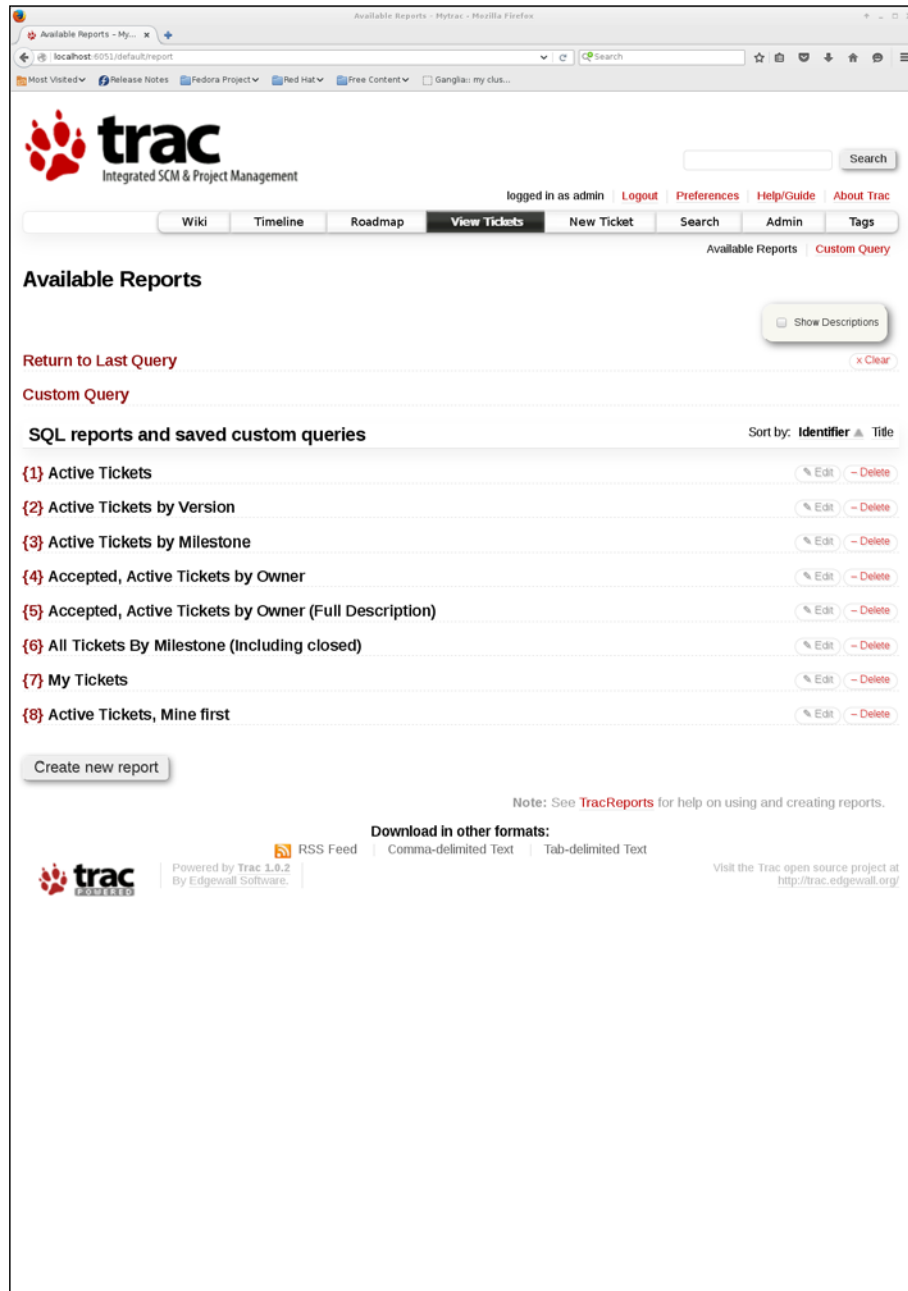 Available Reports - Mytrac - Mozilla Firefox
Available Reports - My... x
localhost:6051/default/report
Search
Most Visited
Release Notes
Fedora Project
Red Hat
Free Content
Ganglia:: my clus...
trac
Integrated SCM & Project Management
Search
logged in as admin Logout Preferences Help/Guide About Trac
Wiki Timeline Roadmap View Tickets New Ticket Search Admin Tags
Available Reports Custom Query
Available Reports
Show Descriptions
Return to Last Query x Clear
Custom Query
SQL reports and saved custom queries Sort by: Identifier Title
{1} Active Tickets Edit – Delete
{2} Active Tickets by Version Edit – Delete
{3} Active Tickets by Milestone Edit – Delete
{4} Accepted, Active Tickets by Owner Edit – Delete
{5} Accepted, Active Tickets by Owner (Full Description) Edit – Delete
{6} All Tickets By Milestone (Including closed) Edit – Delete
{7} My Tickets Edit – Delete
{8} Active Tickets, Mine first Edit – Delete
Create new report
Note: See TracReports for help on using and creating reports.
Download in other formats:
RSS Feed Comma-delimited Text Tab-delimited Text
trac
POWERED
Powered by Trac 1.0.2
By Edgewall Software.
Visit the Trac open source project at
http://trac.edgewall.org/